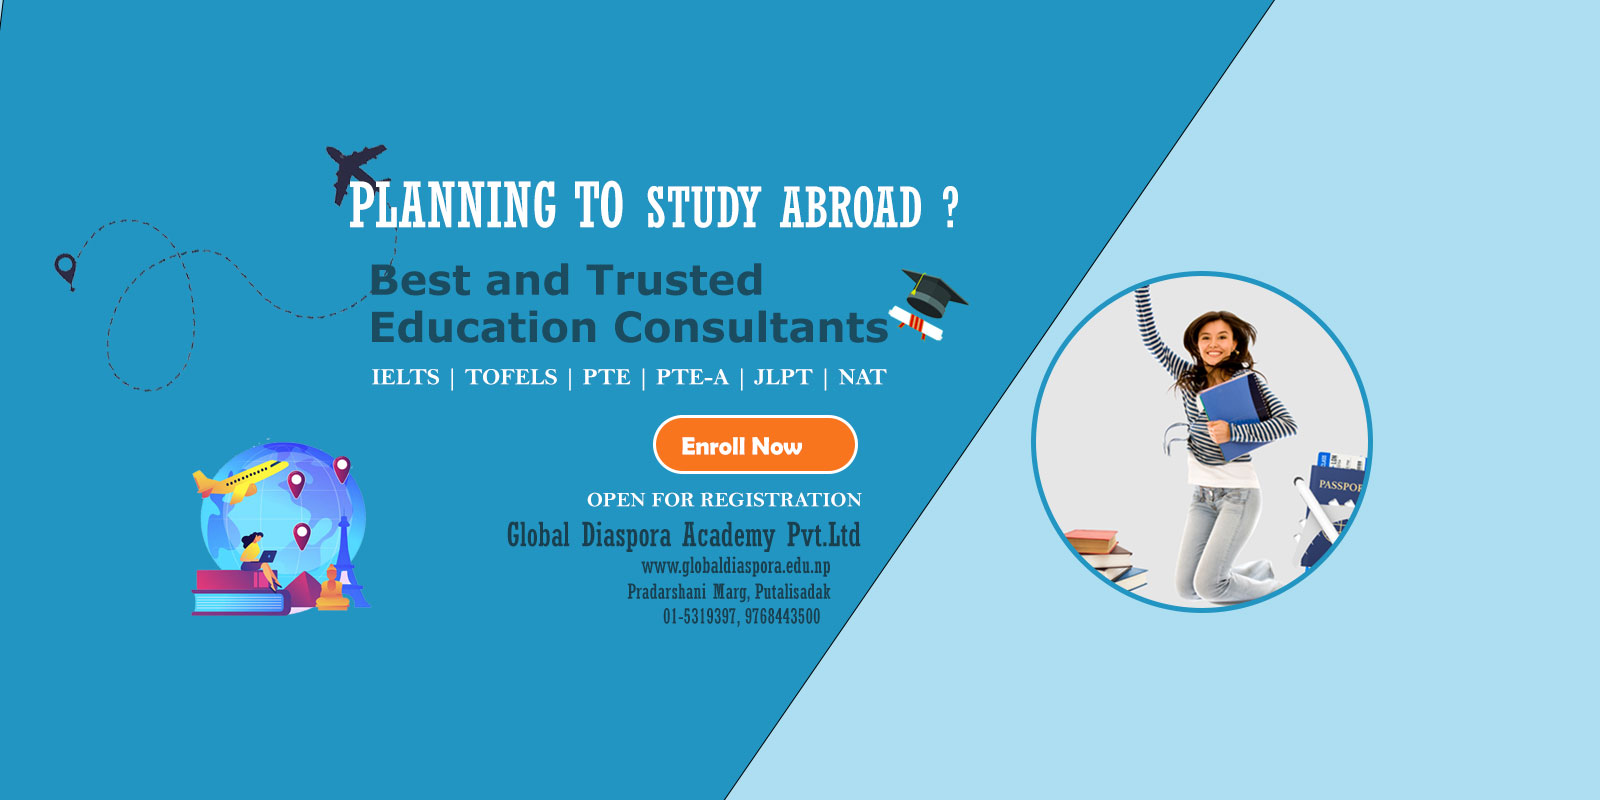 PLANNING TO STUDY ABROAD ?
Best and Trusted
Education Consultants
IELTS | TOFELS | PTE | PTE-A | JLPT | NAT
Enroll Now
OPEN FOR REGISTRATION
Global Diaspora Academy Pvt.Ltd
www.globaldiaspora.edu.np
Pradarshani Marg, Putalisadak
01-5319397, 9768443500
PASSPOR